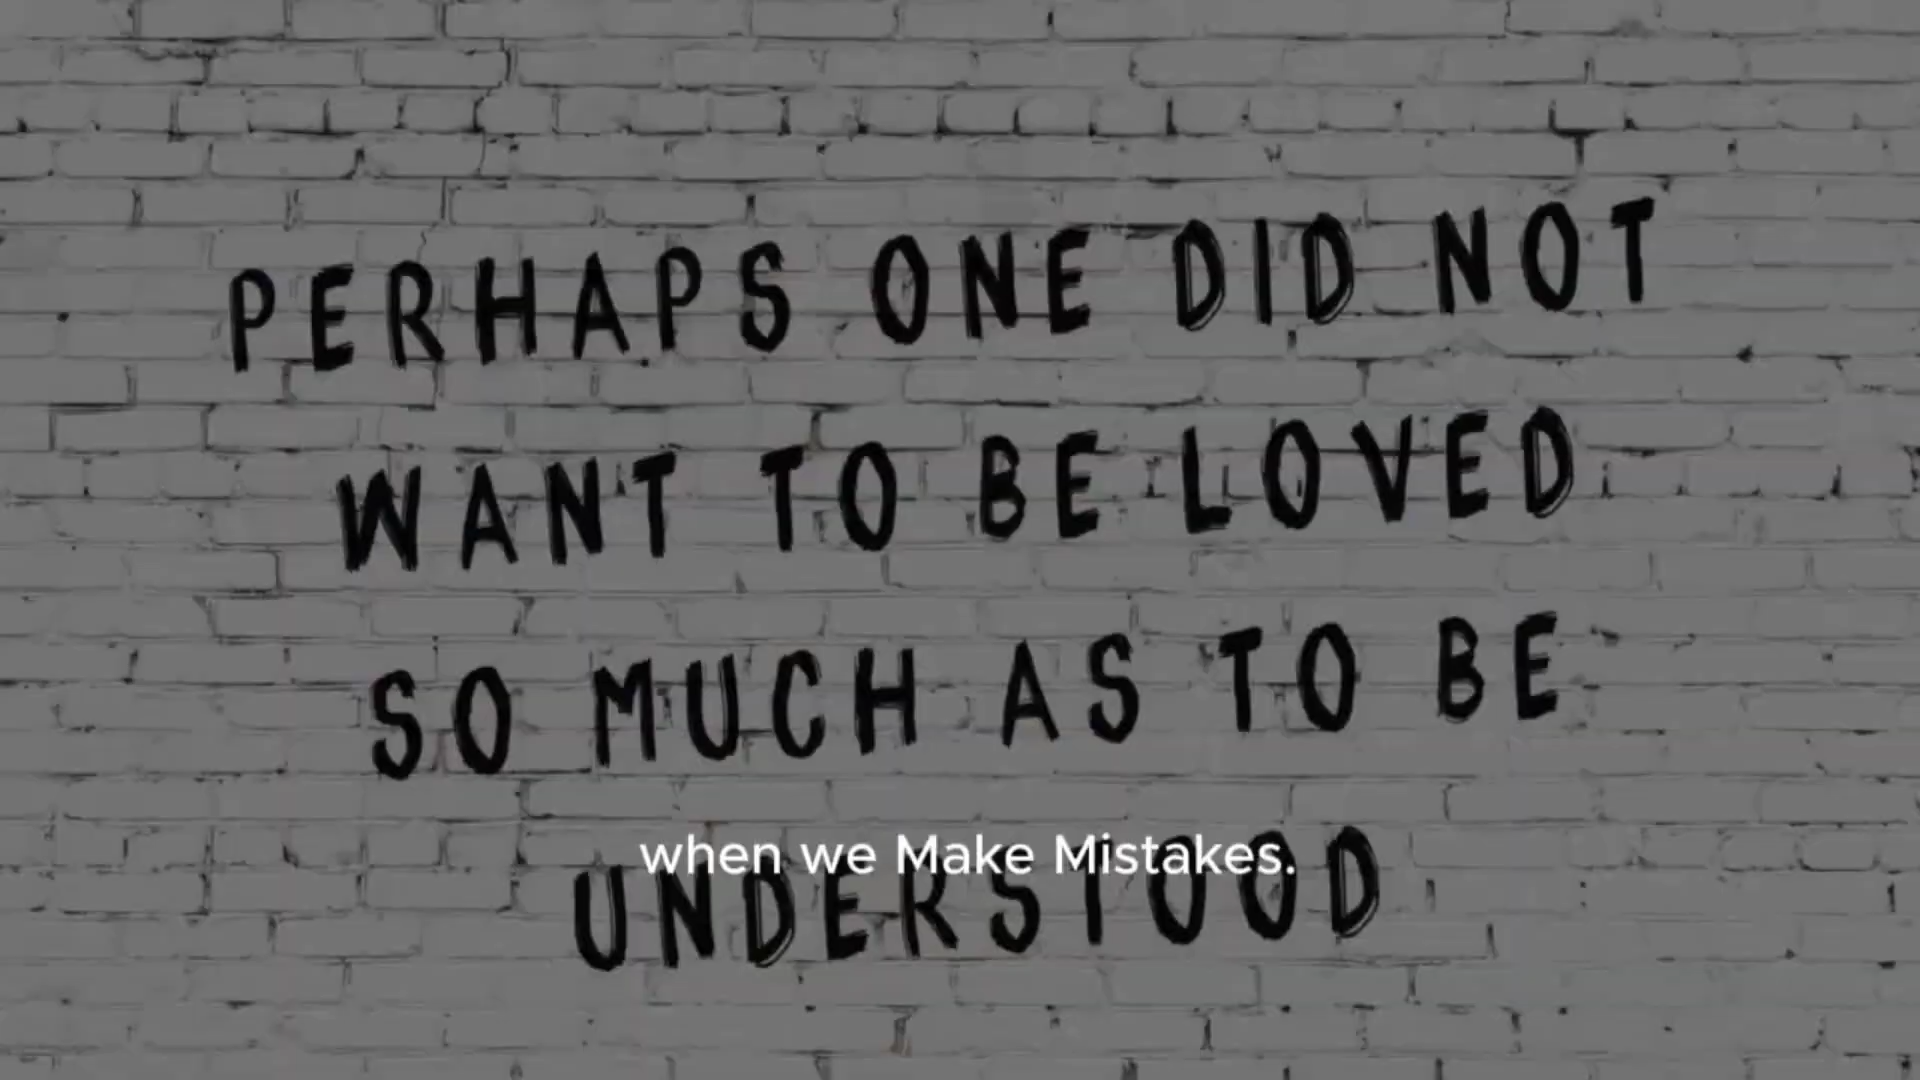 PERHAPS ONE DID NOT
WANT TO BE LOVED
SO MUCH AS TO BE
when we Make Mistakes.
UNDERSTOOD